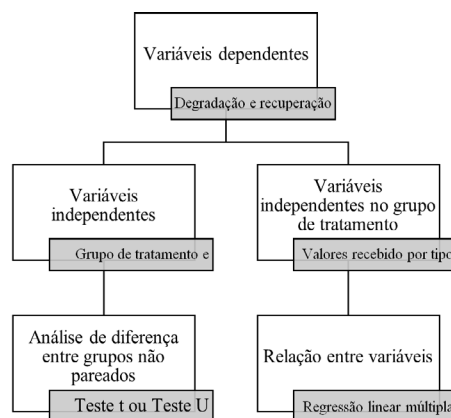 Variáveis dependentes
Degradação e recuperação
Variáveis
independentes
Grupo de tratamento e
Variáveis
independentes no grupo
de tratamento
Valores recebido por tipo
Análise de diferença
entre grupos não
pareados
Teste t ou Teste U
Relação entre variáveis
Regressão linear múltipla